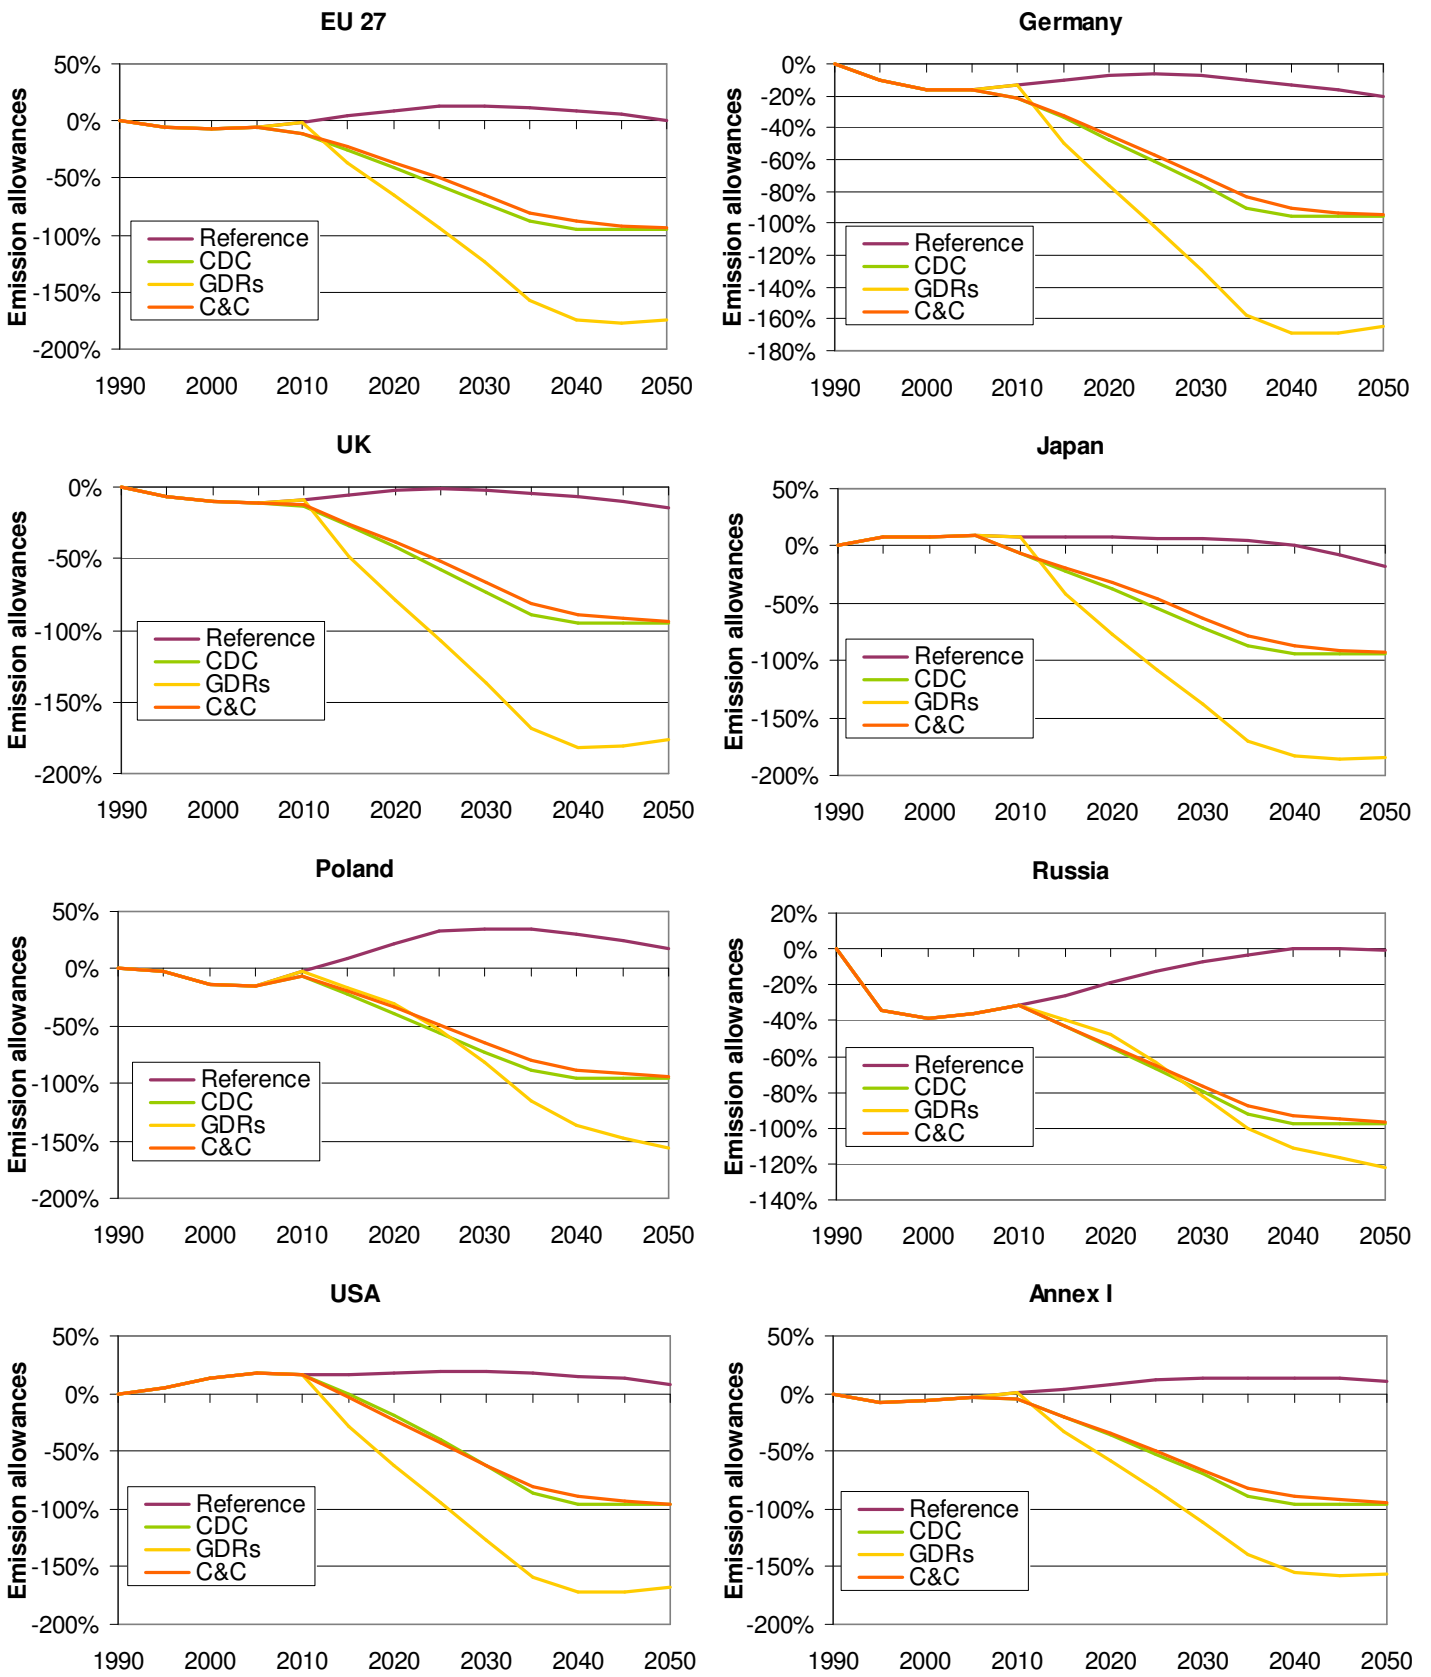 EU 27
Emission allowances
50%
0%
-50%
-100%
-150%
-200%
Reference
CDC
GDRs
C&C
1990 2000 2010 2020 2030 2040 2050
Germany
Emission allowances
0%
-20%
-40%
-60%
-80%
-100%
-120%
-140%
-160%
-180%
Reference
CDC
GDRs
C&C
1990 2000 2010 2020 2030 2040 2050
UK
Emission allowances
0%
-50%
-100%
-150%
-200%
Reference
CDC
GDRs
C&C
1990 2000 2010 2020 2030 2040 2050
Japan
Emission allowances
50%
0%
-50%
-100%
-150%
-200%
Reference
CDC
GDRs
C&C
1990 2000 2010 2020 2030 2040 2050
Poland
Emission allowances
50%
0%
-50%
-100%
-150%
-200%
Reference
CDC
GDRs
C&C
1990 2000 2010 2020 2030 2040 2050
Russia
Emission allowances
20%
0%
-20%
-40%
-60%
-80%
-100%
-120%
-140%
Reference
CDC
GDRs
C&C
1990 2000 2010 2020 2030 2040 2050
USA
Emission allowances
50%
0%
-50%
-100%
-150%
-200%
Reference
CDC
GDRs
C&C
1990 2000 2010 2020 2030 2040 2050
Annex I
Emission allowances
50%
0%
-50%
-100%
-150%
-200%
Reference
CDC
GDRs
C&C
1990 2000 2010 2020 2030 2040 2050